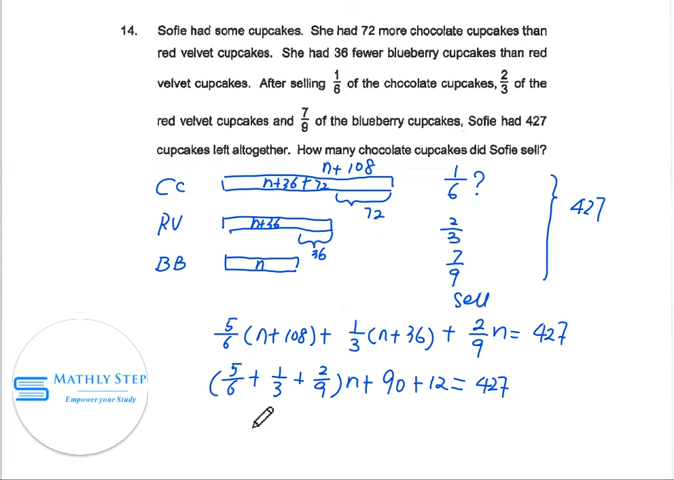 14. Sofie had some cupcakes. She had 72 more chocolate cupcakes than
red velvet cupcakes. She had 36 fewer blueberry cupcakes than red
velvet cupcakes. After selling 1/6 of the chocolate cupcakes, 2/3 of the
red velvet cupcakes and 7/9 of the blueberry cupcakes, Sofie had 427
cupcakes left altogether. How many chocolate cupcakes did Sofie sell?
n+108
CC n+36+72 1/6 ?
72
427
RV n+36 2/3
36
BB n 7/9
sell
5/6 (n+108) + 1/3 (n+36) + 2/9 n = 427
(5/6 + 1/3 + 2/9) n + 90 + 12 = 427
MATHLY STEP
Empower your Study